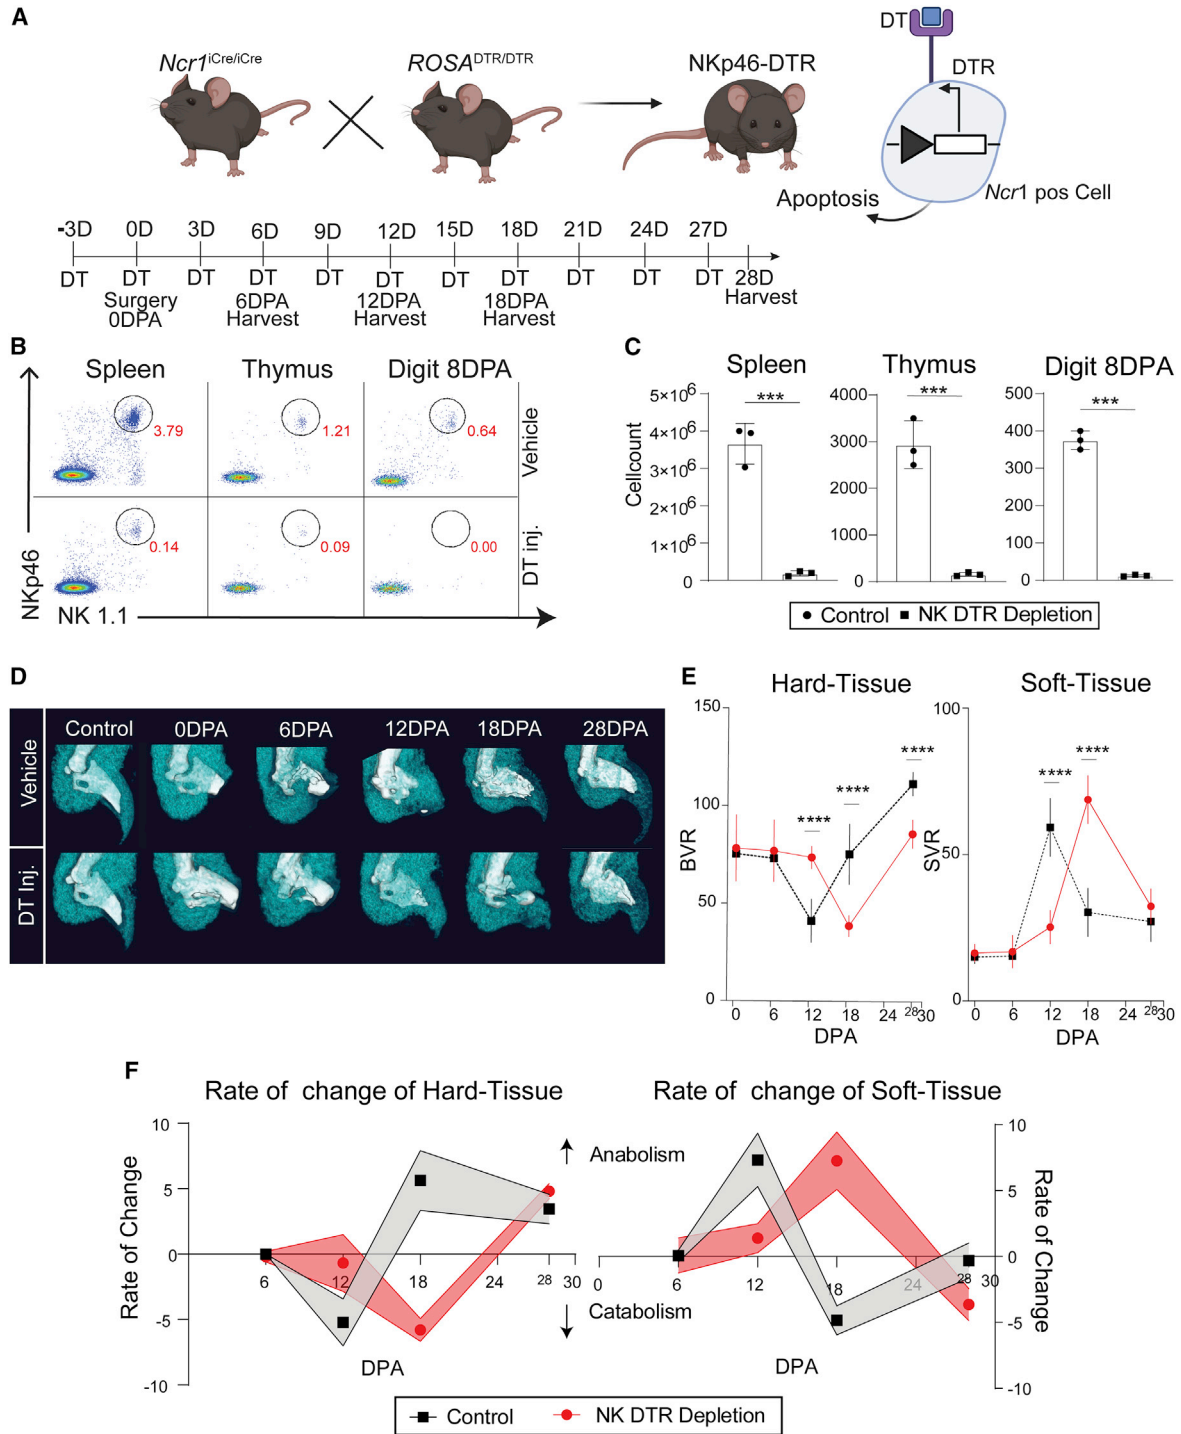 A
Ncr1iCre/iCre
ROSADTR/DTR
NKp46-DTR
DT
DTR
Apoptosis
Ncr1 pos Cell
-3D 0D 3D 6D 9D 12D 15D 18D 21D 24D 27D
DT DT DT DT DT DT DT DT DT DT DT 28D
Surgery 0DPA
6DPA Harvest
12DPA Harvest
18DPA Harvest
Harvest
B
Spleen Thymus Digit 8DPA
3.79 1.21 0.64
Vehicle
0.14 0.09 0.00
DT inj.
NKp46
NK 1.1
C
Spleen Thymus Digit 8DPA
Cellcount
5×10⁶
4×10⁶
3×10⁶
2×10⁶
1×10⁶
0
***
4000
3000
2000
1000
0
***
500
400
300
200
100
0
***
Control NK DTR Depletion
D
Vehicle
DT Inj.
Control 0DPA 6DPA 12DPA 18DPA 28DPA
E
Hard-Tissue
BVR
150
100
50
0
**** **** ****
0 6 12 18 24 28 30
DPA
Soft-Tissue
SVR
100
50
0
**** ****
0 6 12 18 24 28 30
DPA
F
Rate of change of Hard-Tissue
Rate of Change
10
5
0
-5
-10
6 12 18 24 28 30
DPA
Anabolism
Catabolism
Rate of change of Soft-Tissue
0 6 12 18 24 28 30
DPA
10
5
0
-5
-10
Rate of Change
Control NK DTR Depletion